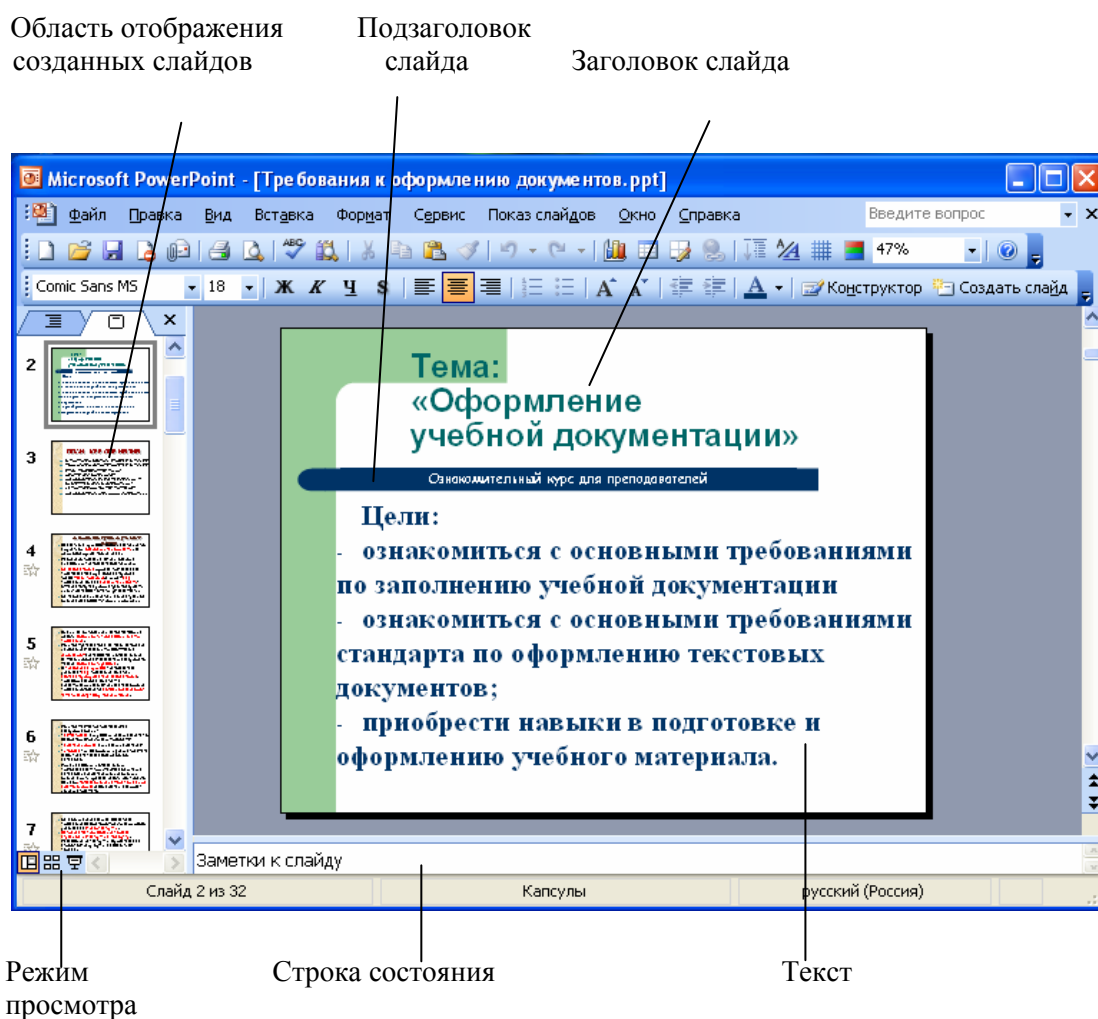 Область отображения
созданных слайдов
Подзаголовок
слайда
Заголовок слайда
Microsoft PowerPoint - [Требования к оформлению документов.ppt]
Файл Правка Вид Вставка Формат Сервис Показ слайдов Окно Справка Введите вопрос
47%
Comic Sans MS 18 Ж К Ч S Конструктор Создать слайд
2
3
4
5
6
7
Тема:
«Оформление
учебной документации»
Ознакомительный курс для преподавателей
Цели:
- ознакомиться с основными требованиями
по заполнению учебной документации
- ознакомиться с основными требованиями
стандарта по оформлению текстовых
документов;
- приобрести навыки в подготовке и
оформлению учебного материала.
Заметки к слайду
Слайд 2 из 32 Капсулы русский (Россия)
Режим
просмотра
Строка состояния
Текст